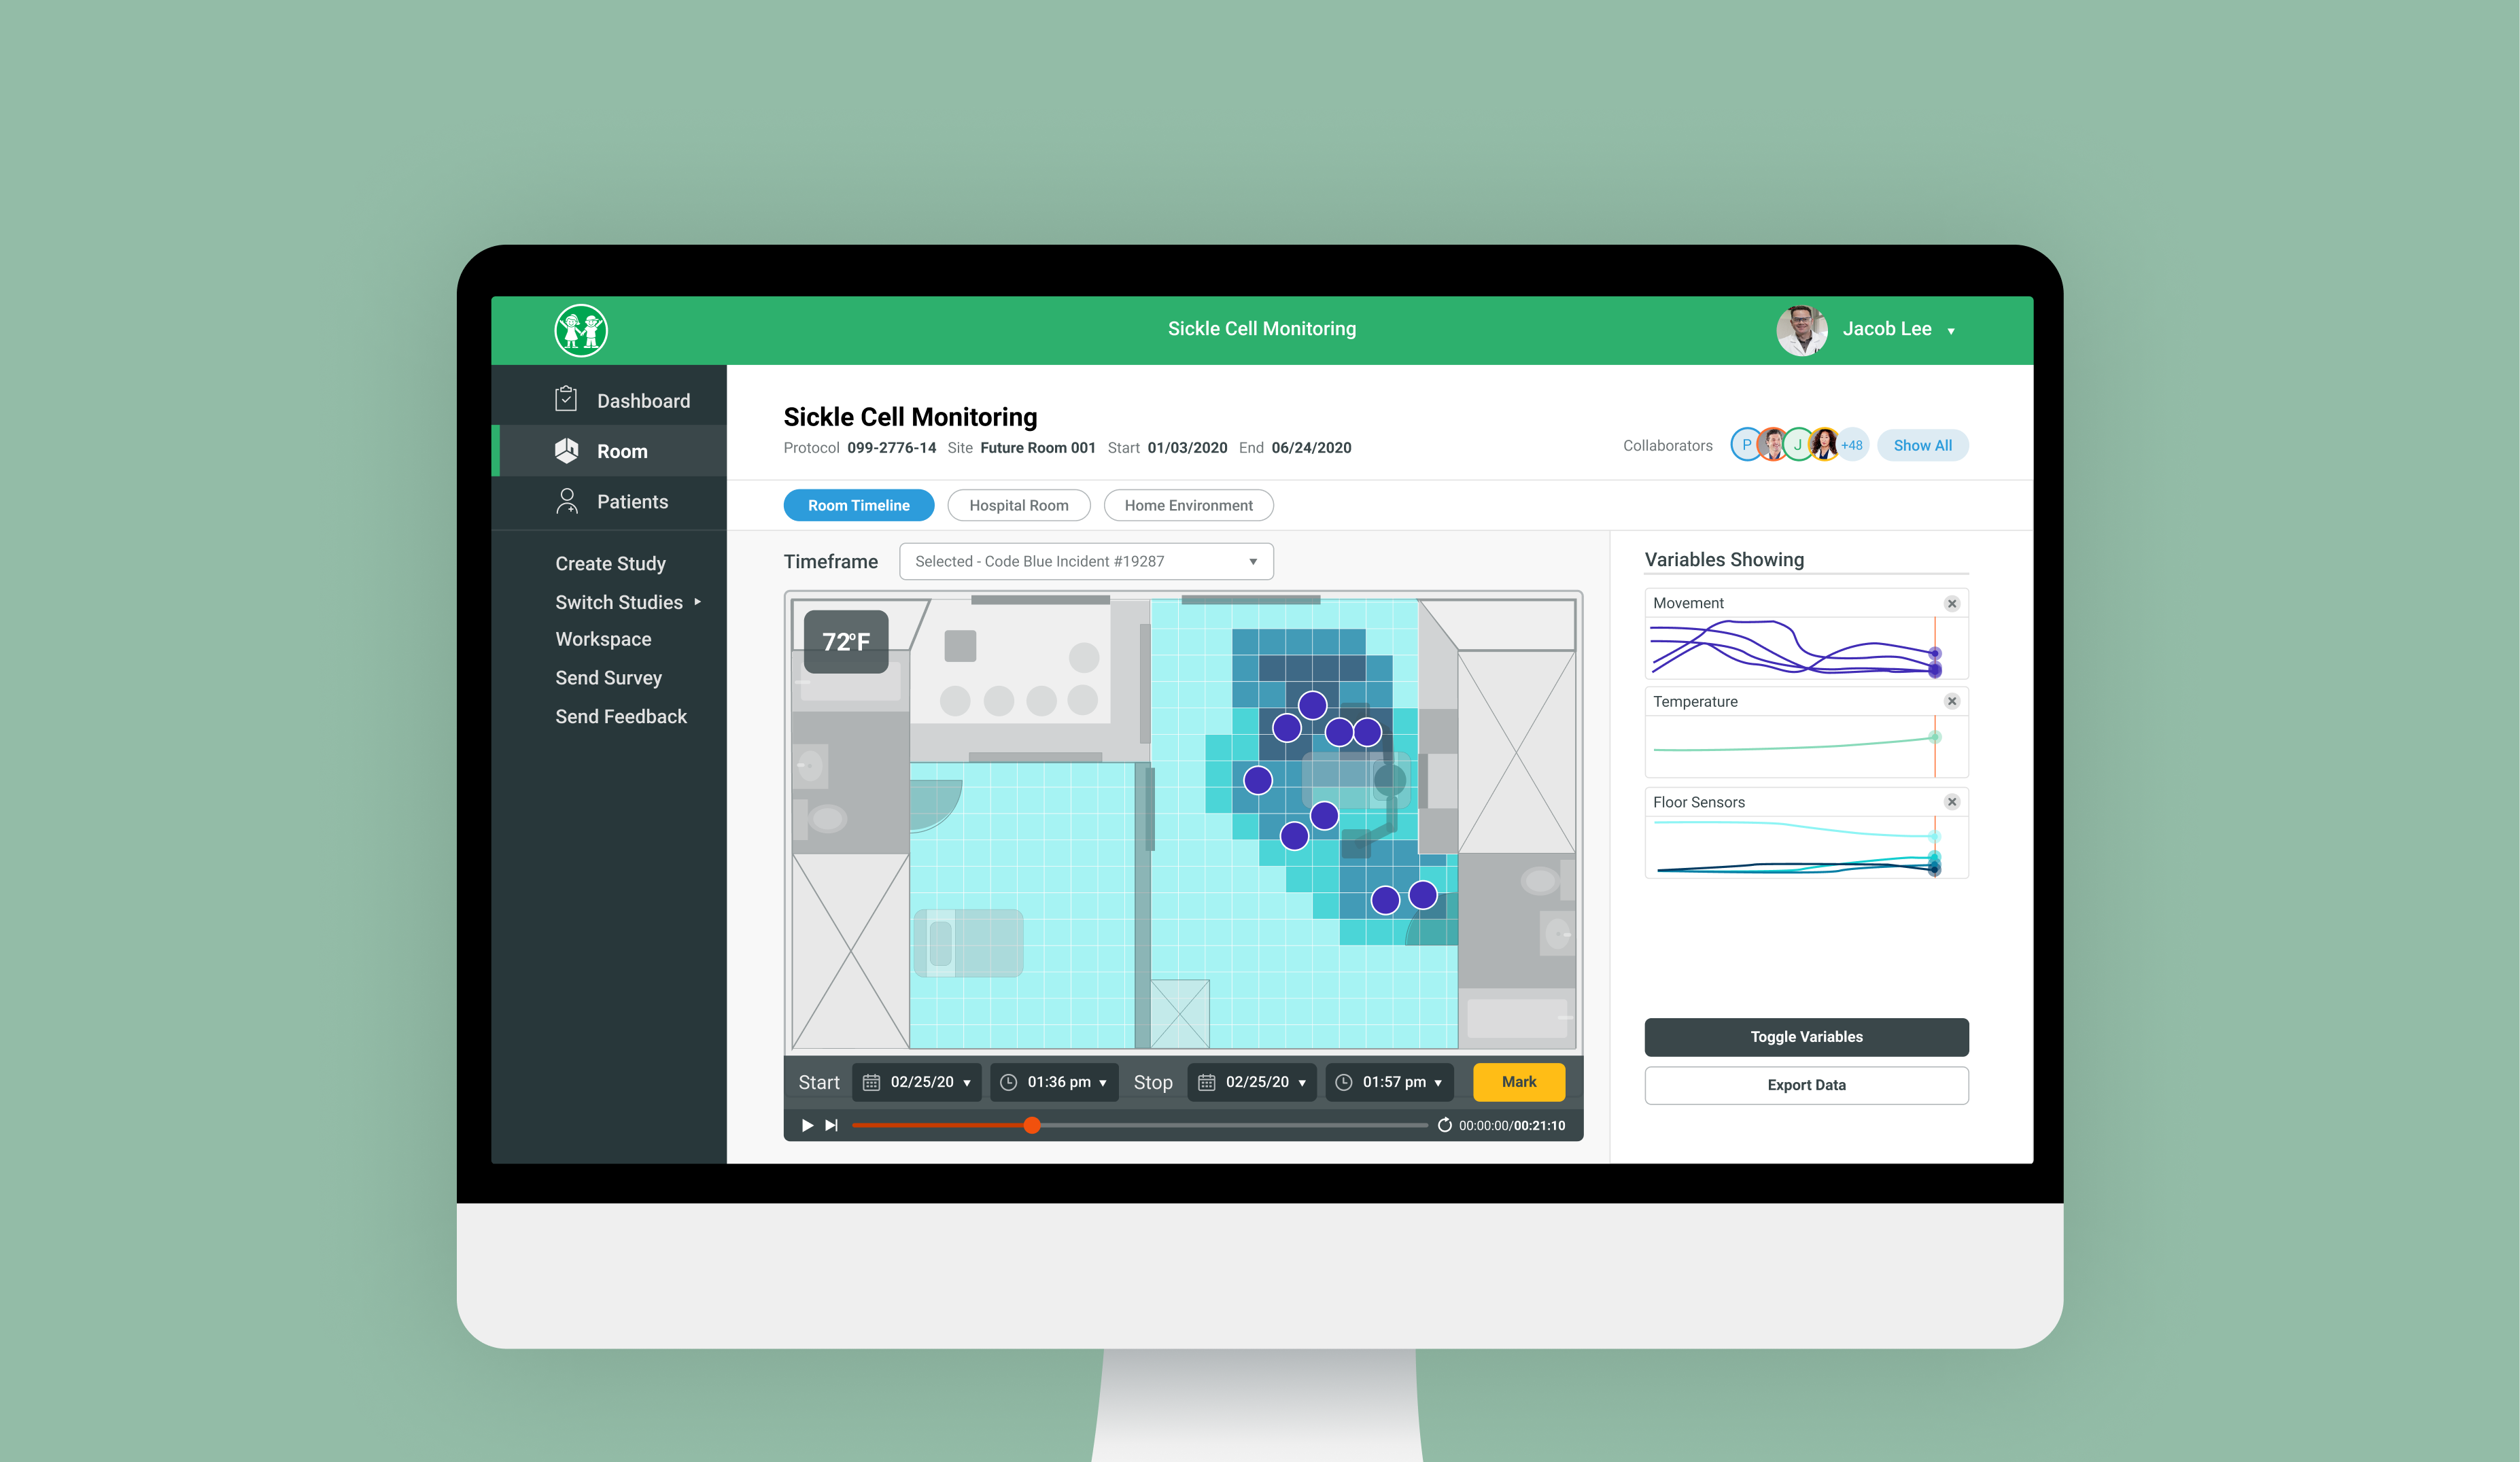 Sickle Cell Monitoring
Jacob Lee
Dashboard
Room
Patients
Create Study
Switch Studies
Workspace
Send Survey
Send Feedback
Sickle Cell Monitoring
Protocol 099-2776-14 Site Future Room 001 Start 01/03/2020 End 06/24/2020
Collaborators P J +48 Show All
Room Timeline Hospital Room Home Environment
Timeframe Selected - Code Blue Incident #19287
72°F
Start 02/25/20 01:36 pm Stop 02/25/20 01:57 pm Mark
00:00:00/00:21:10
Variables Showing
Movement
Temperature
Floor Sensors
Toggle Variables
Export Data